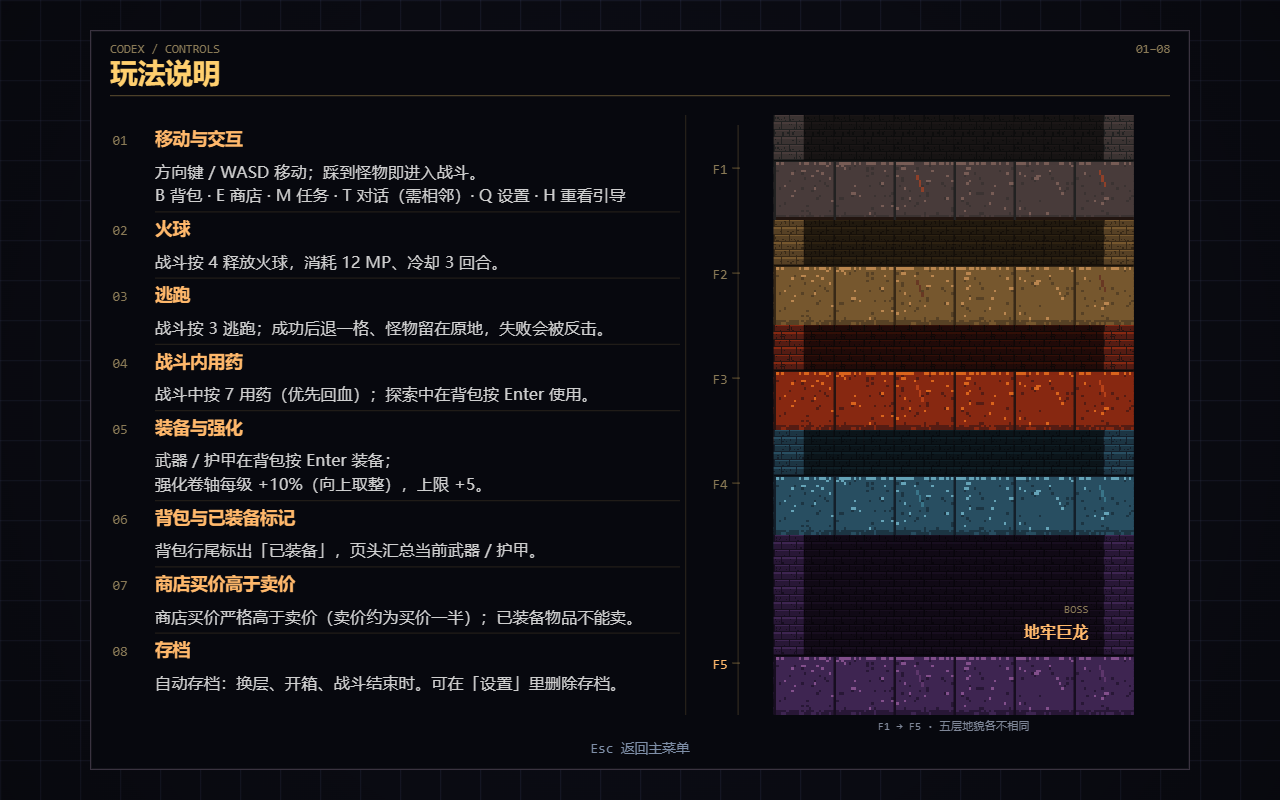 CODEX / CONTROLS
01–08
玩法说明
01 移动与交互
方向键 / WASD 移动；踩到怪物即进入战斗。
B 背包 · E 商店 · M 任务 · T 对话（需相邻）· Q 设置 · H 重看引导
02 火球
战斗按 4 释放火球，消耗 12 MP、冷却 3 回合。
03 逃跑
战斗按 3 逃跑；成功后退一格、怪物留在原地，失败会被反击。
04 战斗内用药
战斗中按 7 用药（优先回血）；探索中在背包按 Enter 使用。
05 装备与强化
武器 / 护甲在背包按 Enter 装备；
强化卷轴每级 +10%（向上取整），上限 +5。
06 背包与已装备标记
背包行尾标出「已装备」，页头汇总当前武器 / 护甲。
07 商店买价高于卖价
商店买价严格高于卖价（卖价约为买价一半）；已装备物品不能卖。
08 存档
自动存档：换层、开箱、战斗结束时。可在「设置」里删除存档。
F1
F2
F3
F4
F5
BOSS
地牢巨龙
F1 → F5 · 五层地貌各不相同
Esc 返回主菜单